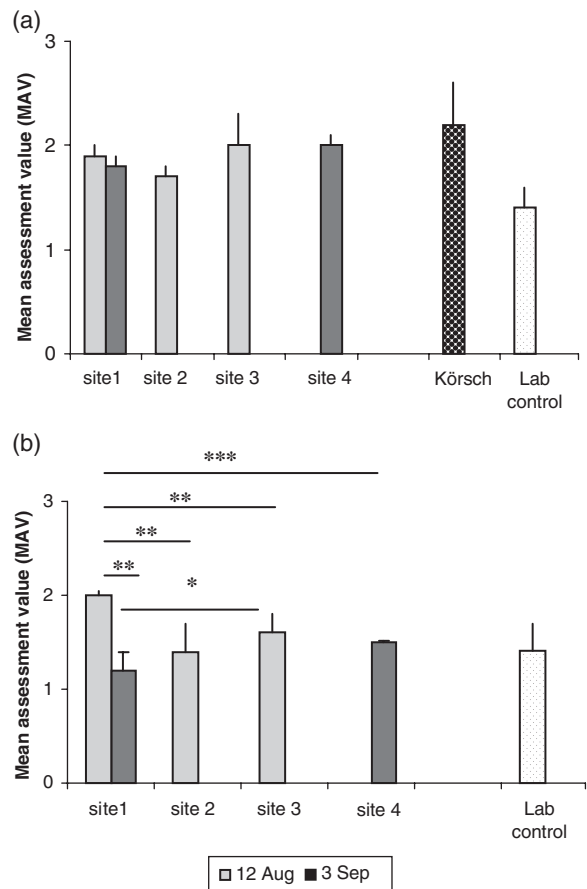 (a)
Mean assessment value (MAV)
3
2
1
0
site1
site 2
site 3
site 4
Körsch
Lab
control
(b)
Mean assessment value (MAV)
3
2
1
0
***
**
**
**
*
site1
site 2
site 3
site 4
Lab
control
12 Aug
3 Sep